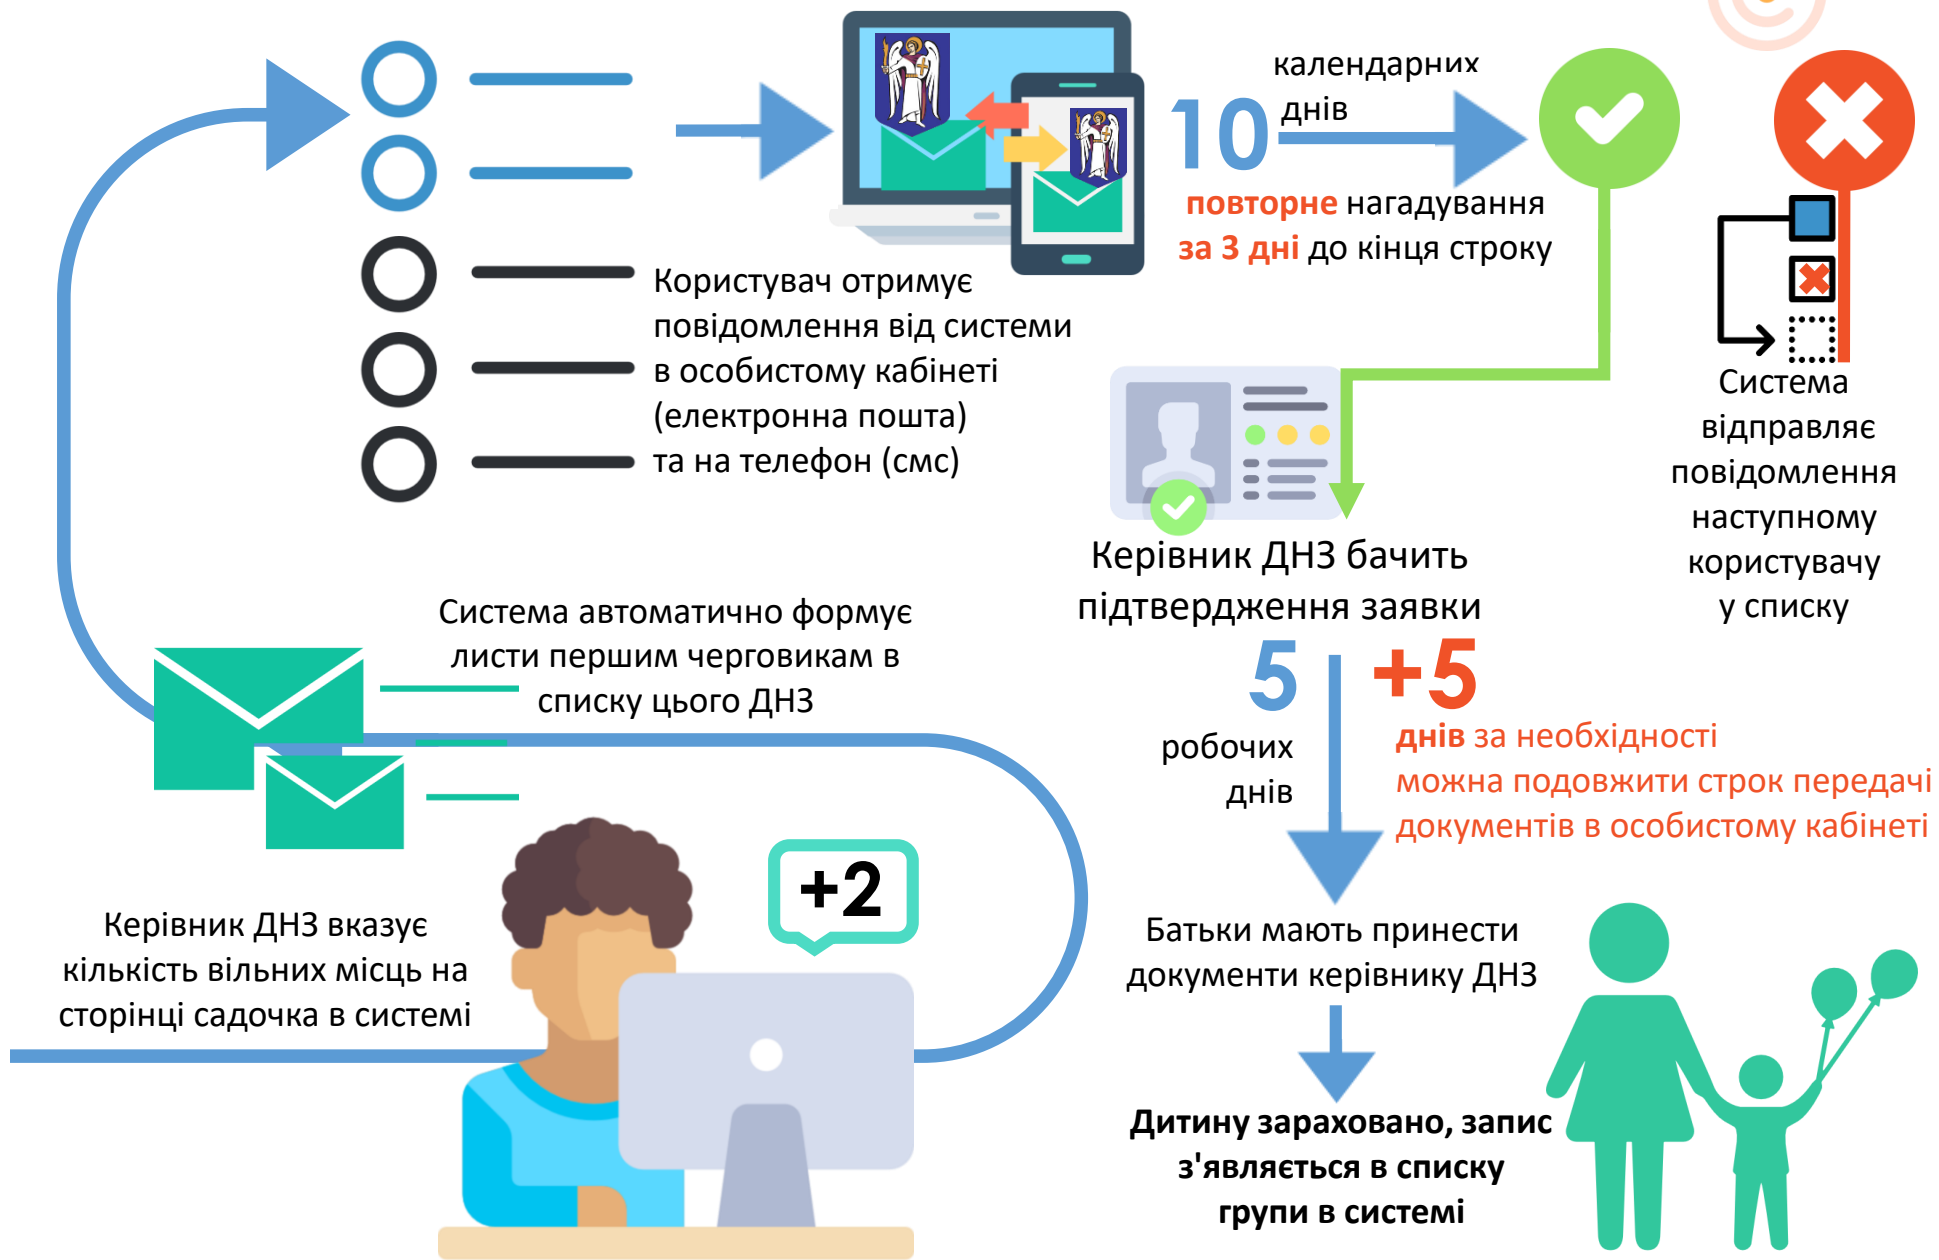 Керівник ДНЗ вказує
кількість вільних місць на
сторінці садочка в системі
+2
Система автоматично формує
листи першим черговикам в
списку цього ДНЗ
Користувач отримує
повідомлення від системи
в особистому кабінеті
(електронна пошта)
та на телефон (смс)
10
календарних
днів
повторне нагадування
за 3 дні до кінця строку
Система
відправляє
повідомлення
наступному
користувачу
у списку
Керівник ДНЗ бачить
підтвердження заявки
5
робочих
днів
+5
днів за необхідності
можна подовжити строк передачі
документів в особистому кабінеті
Батьки мають принести
документи керівнику ДНЗ
Дитину зараховано, запис
з'являється в списку
групи в системі